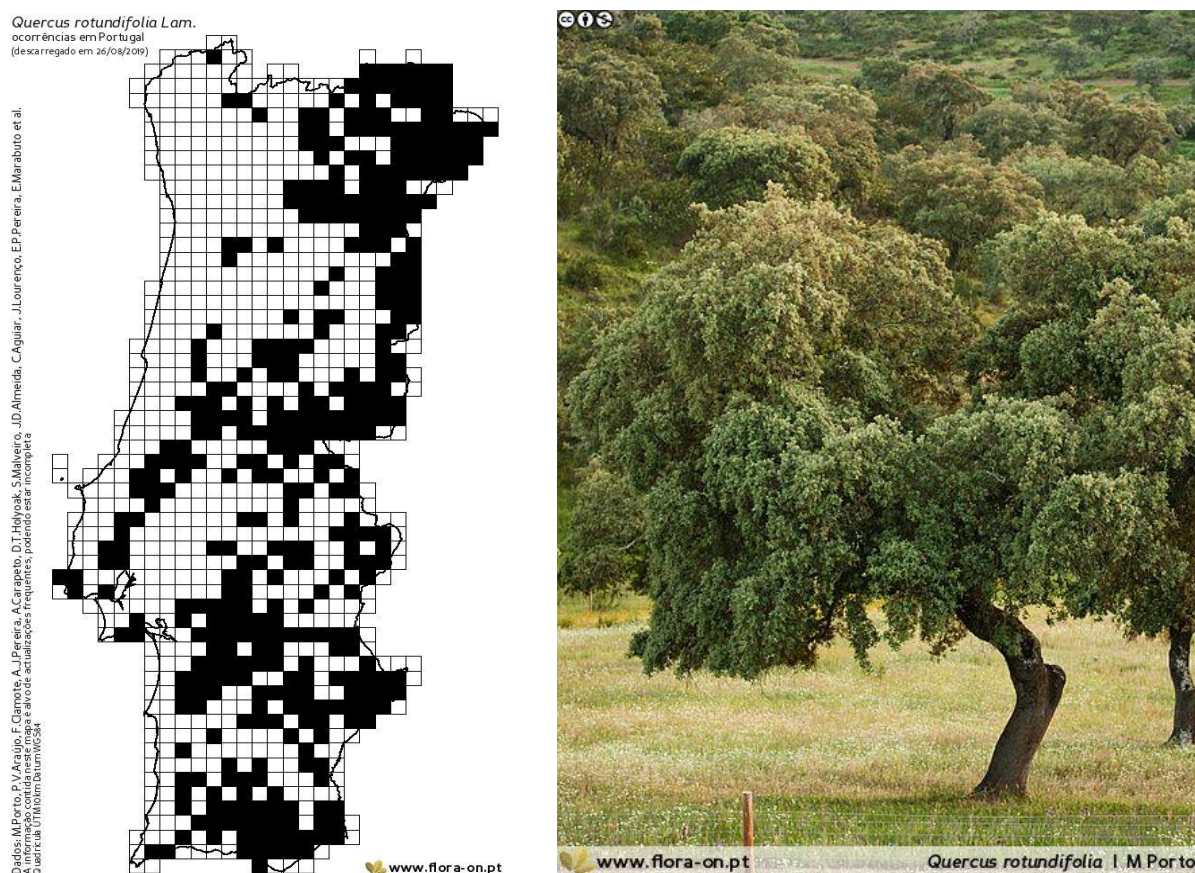 Quercus rotundifolia Lam.
ocorrências em Portugal
(descarregado em 26/08/2019)
Dados: M.Porto, P.V.Araújo, F.Clamote, A.J.Pereira, A.Carapeto, D.T.Holyoak, S.Malveiro, J.D.Almeida, C.Aguiar, J.Lourenço, E.P.Pereira, E.Marabuto et al.
A informação contida neste mapa é alvo de actualizações frequentes, podendo estar incompleta
Quadrícula UTM 10km Datum WGS84
www.flora-on.pt
cc
www.flora-on.pt
Quercus rotundifolia | M Porto